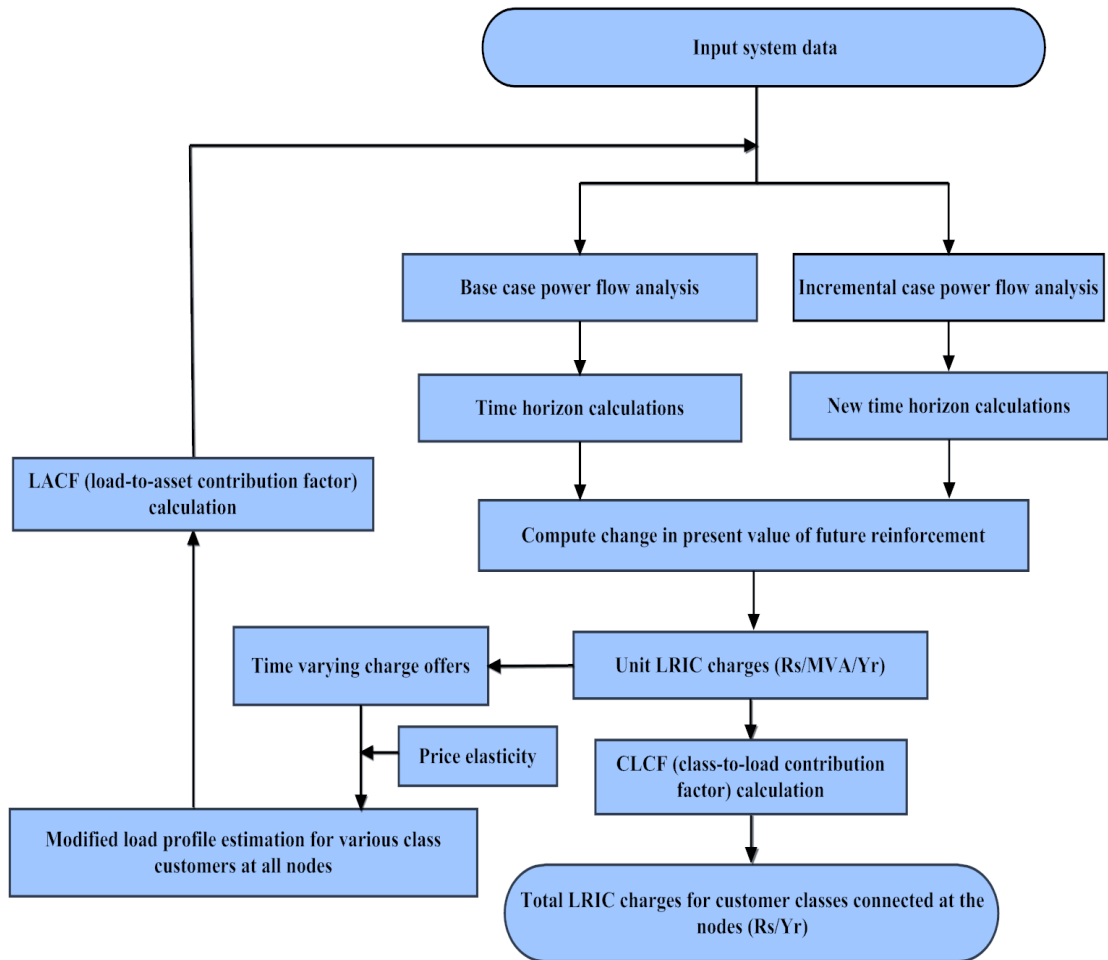 Input system data
Base case power flow analysis
Incremental case power flow analysis
Time horizon calculations
New time horizon calculations
LACF (load-to-asset contribution factor)
calculation
Compute change in present value of future reinforcement
Time varying charge offers
Unit LRIC charges (Rs/MVA/Yr)
Price elasticity
CLCF (class-to-load contribution
factor) calculation
Modified load profile estimation for various class
customers at all nodes
Total LRIC charges for customer classes connected at the
nodes (Rs/Yr)